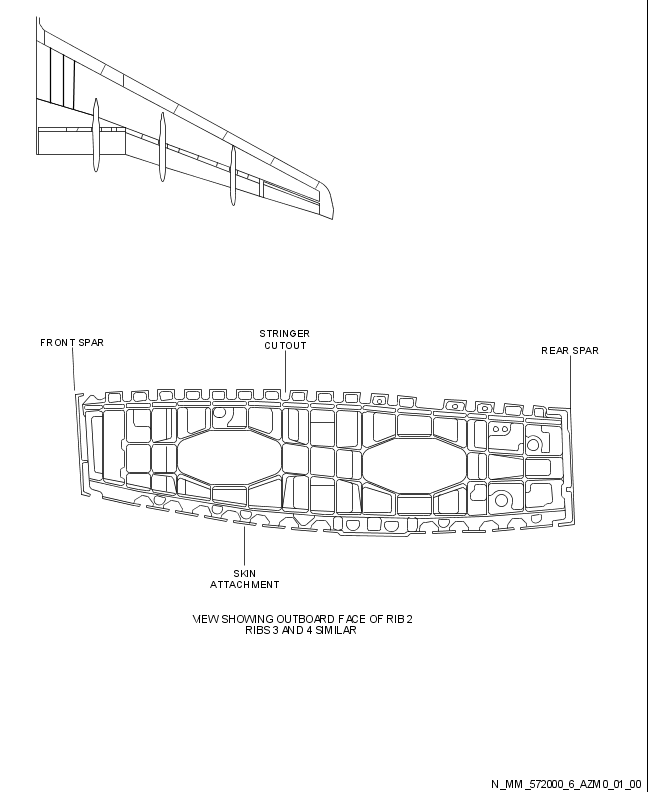 STRINGER
CUTOUT
FRONT SPAR
REAR SPAR
SKIN
ATTACHMENT
VIEW SHOWING OUTBOARD FACE OF RIB 2
RIBS 3 AND 4 SIMILAR
N_MM_572000_6_AZM0_01_00